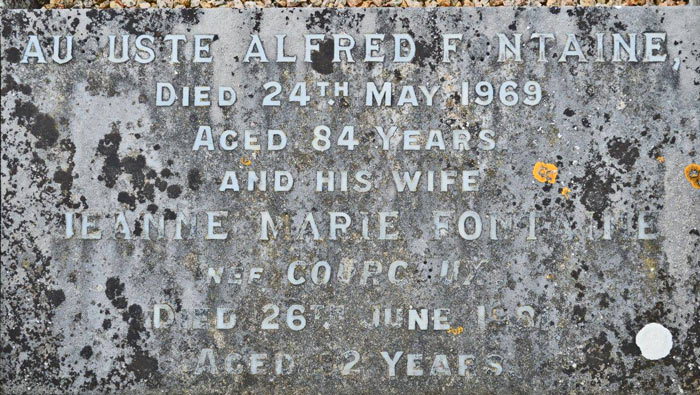 AUGUSTE ALFRED FONTAINE,
DIED 24TH MAY 1969
AGED 84 YEARS
AND HIS WIFE
JEANNE MARIE FONTAINE
NEE
DIED 26TH JUNE
AGED YEARS